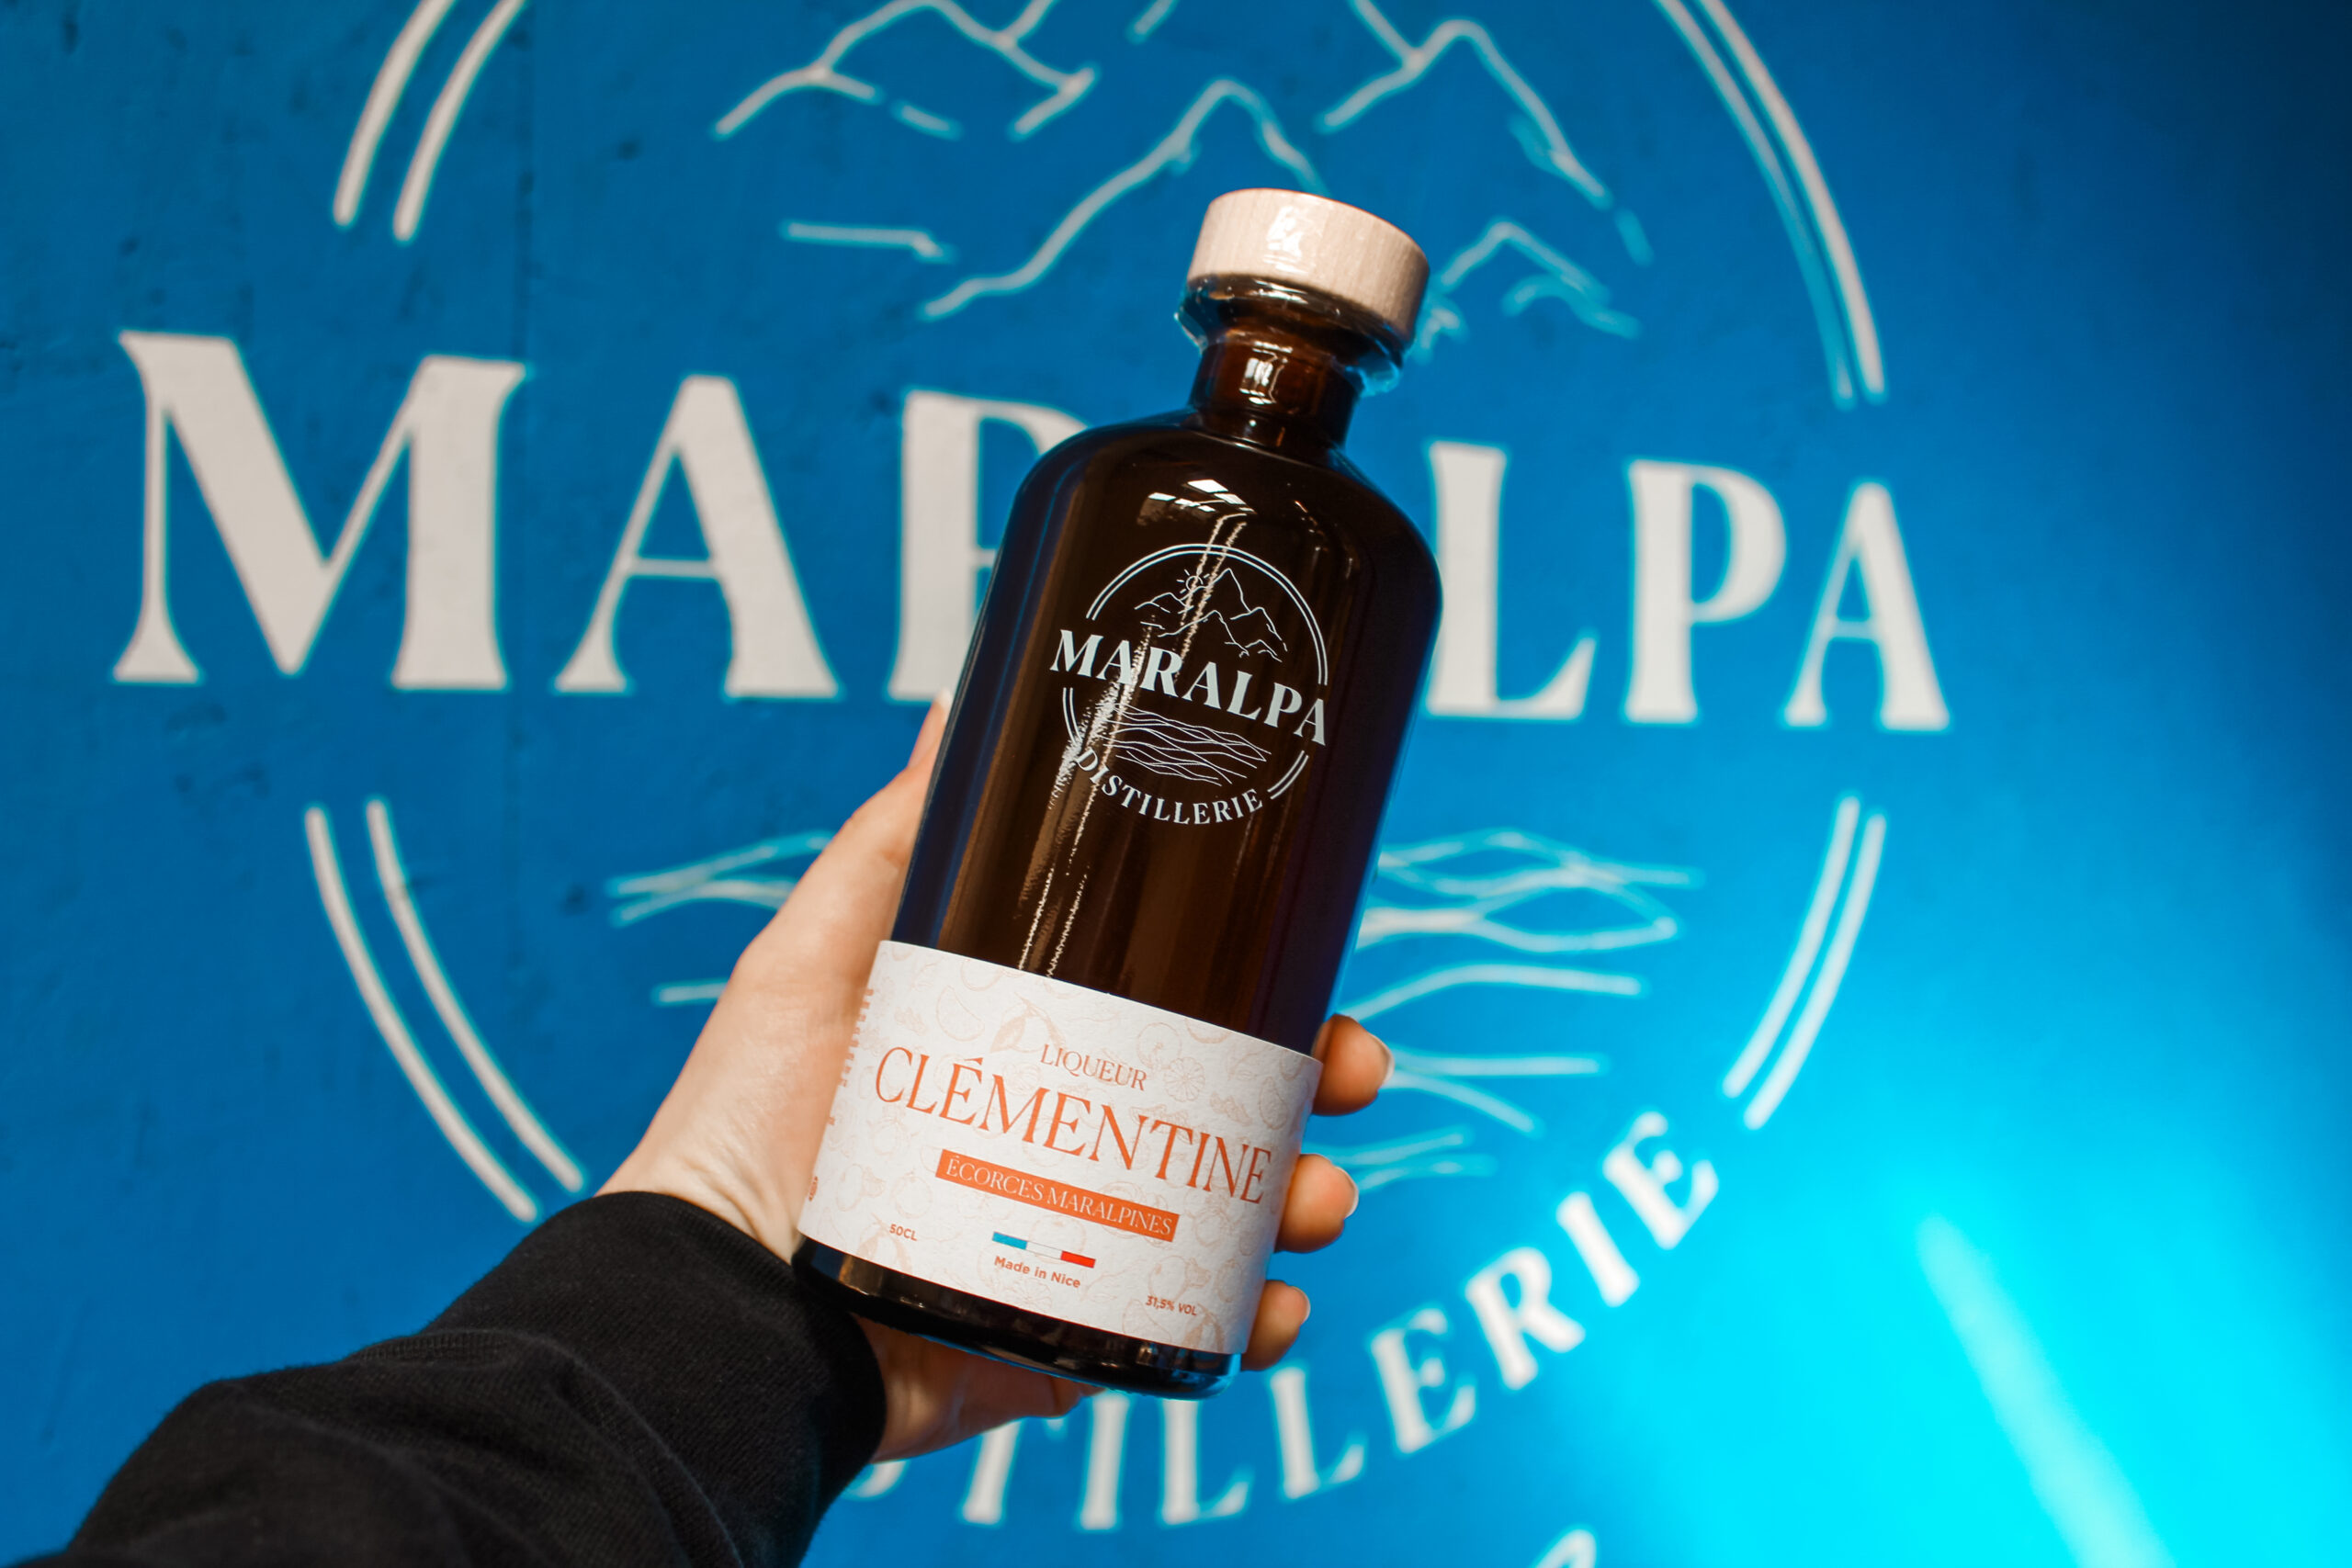 MARALPA
DISTILLERIE
MARALPA
DISTILLERIE
LIQUEUR
CLÉMENTINE
ÉCORCES MARALPINES
50CL
Made in Nice
31,5% VOL